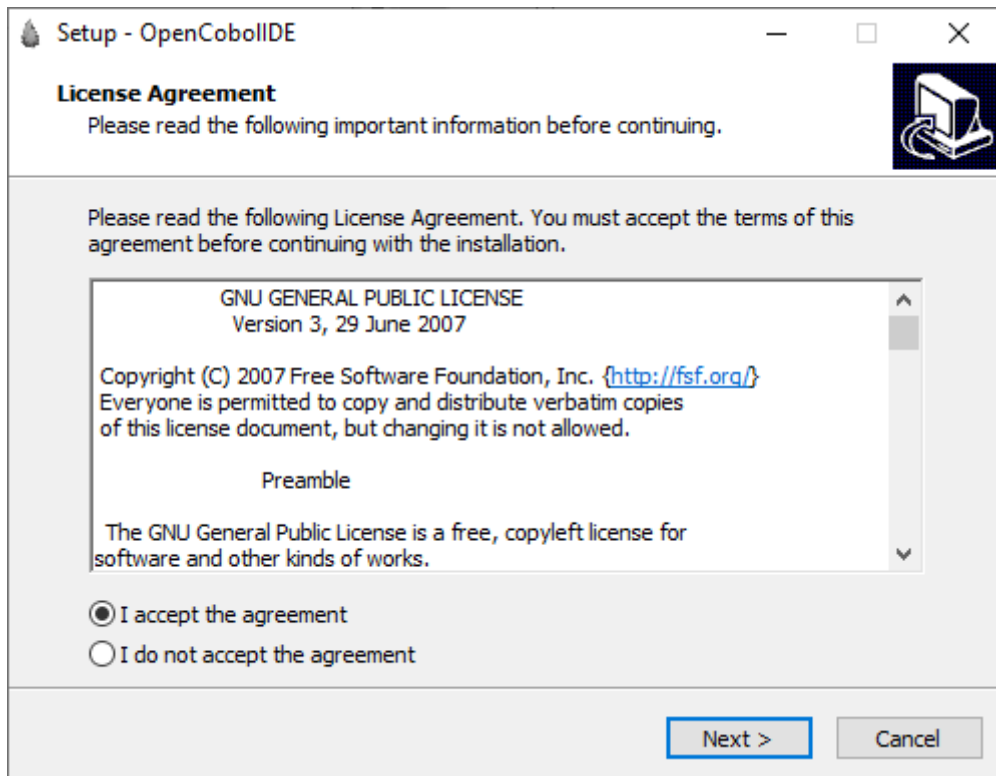 Setup - OpenCobolIDE
License Agreement
Please read the following important information before continuing.
Please read the following License Agreement. You must accept the terms of this
agreement before continuing with the installation.
GNU GENERAL PUBLIC LICENSE
Version 3, 29 June 2007
Copyright (C) 2007 Free Software Foundation, Inc. {http://fsf.org/}
Everyone is permitted to copy and distribute verbatim copies
of this license document, but changing it is not allowed.
Preamble
The GNU General Public License is a free, copyleft license for
software and other kinds of works.
I accept the agreement
I do not accept the agreement
Next >
Cancel